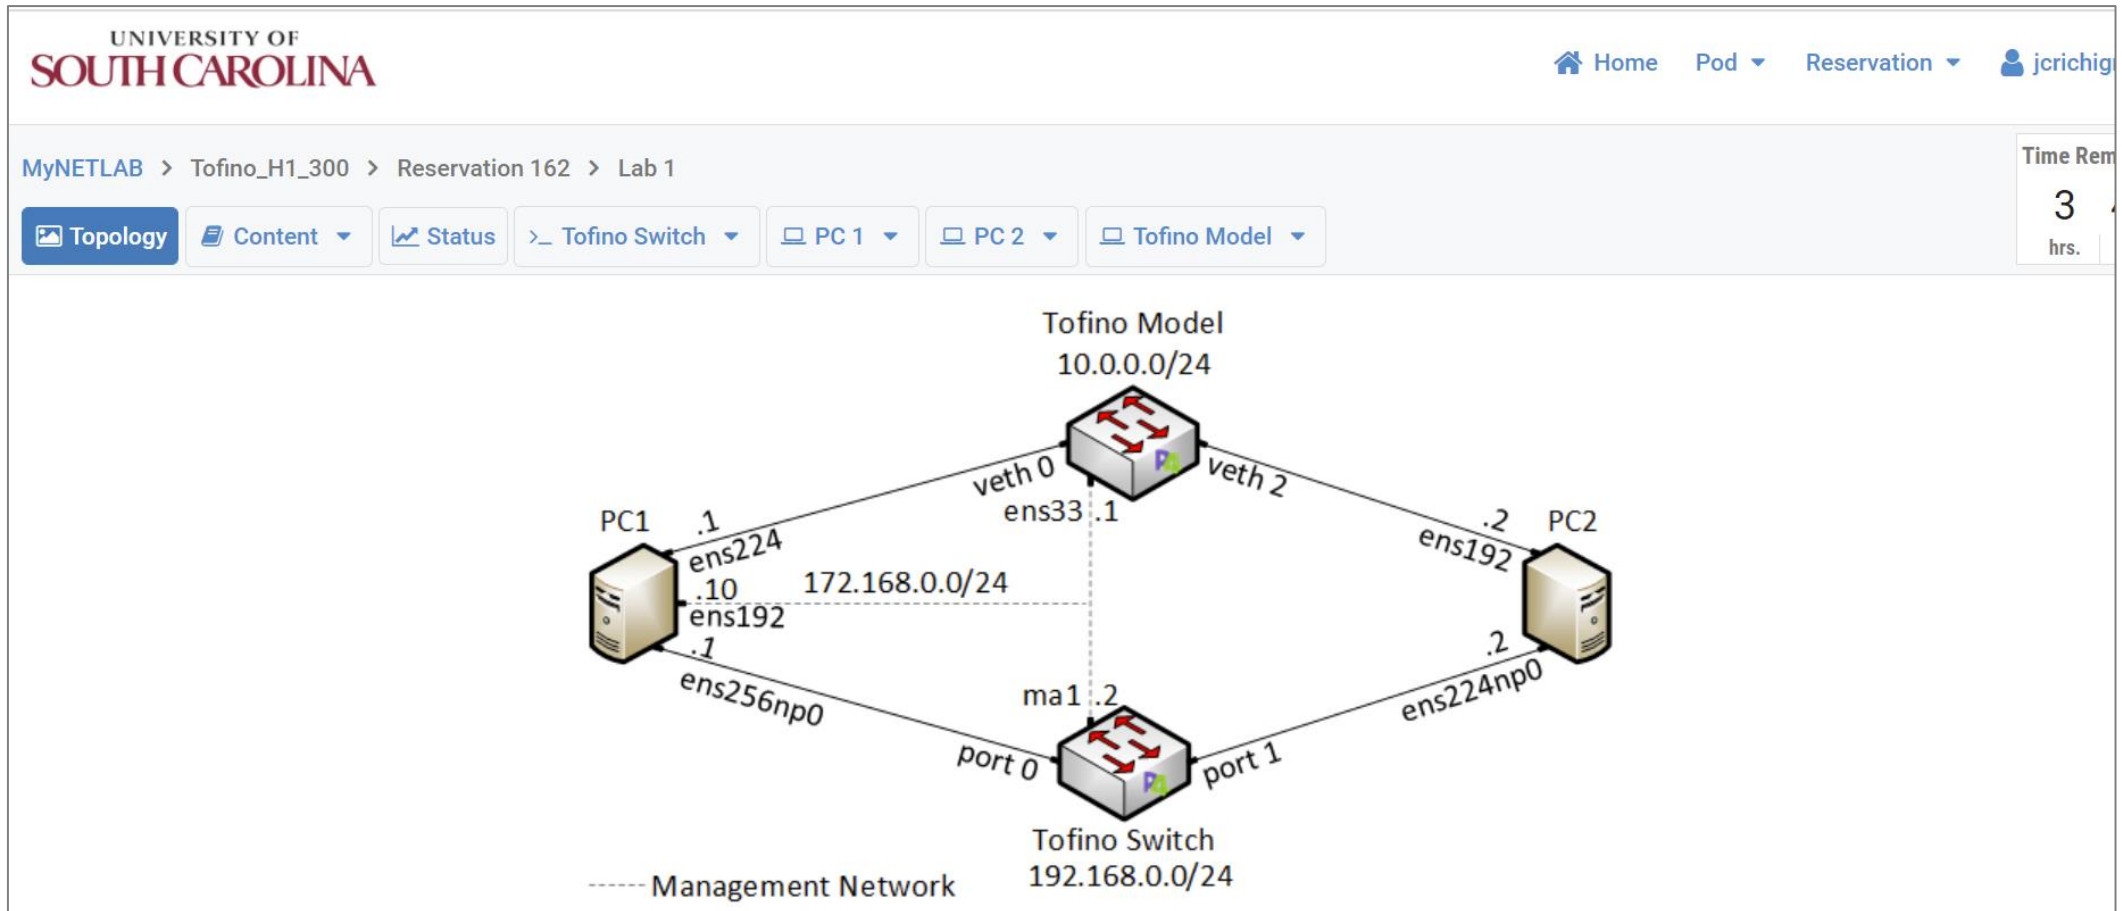 UNIVERSITY OF
SOUTH CAROLINA
Home Pod Reservation jcrichig
MyNETLAB > Tofino_H1_300 > Reservation 162 > Lab 1
Time Rem
3
hrs.
Topology Content Status >_ Tofino Switch PC 1 PC 2 Tofino Model
Tofino Model
10.0.0.0/24
veth 0
veth 2
ens33 .1
PC1
.1
ens224
.2
ens192
PC2
.10
172.168.0.0/24
ens192
.1
ens256np0
.2
ens224np0
ma1 .2
port 0
port 1
P4
P4
Tofino Switch
192.168.0.0/24
------ Management Network